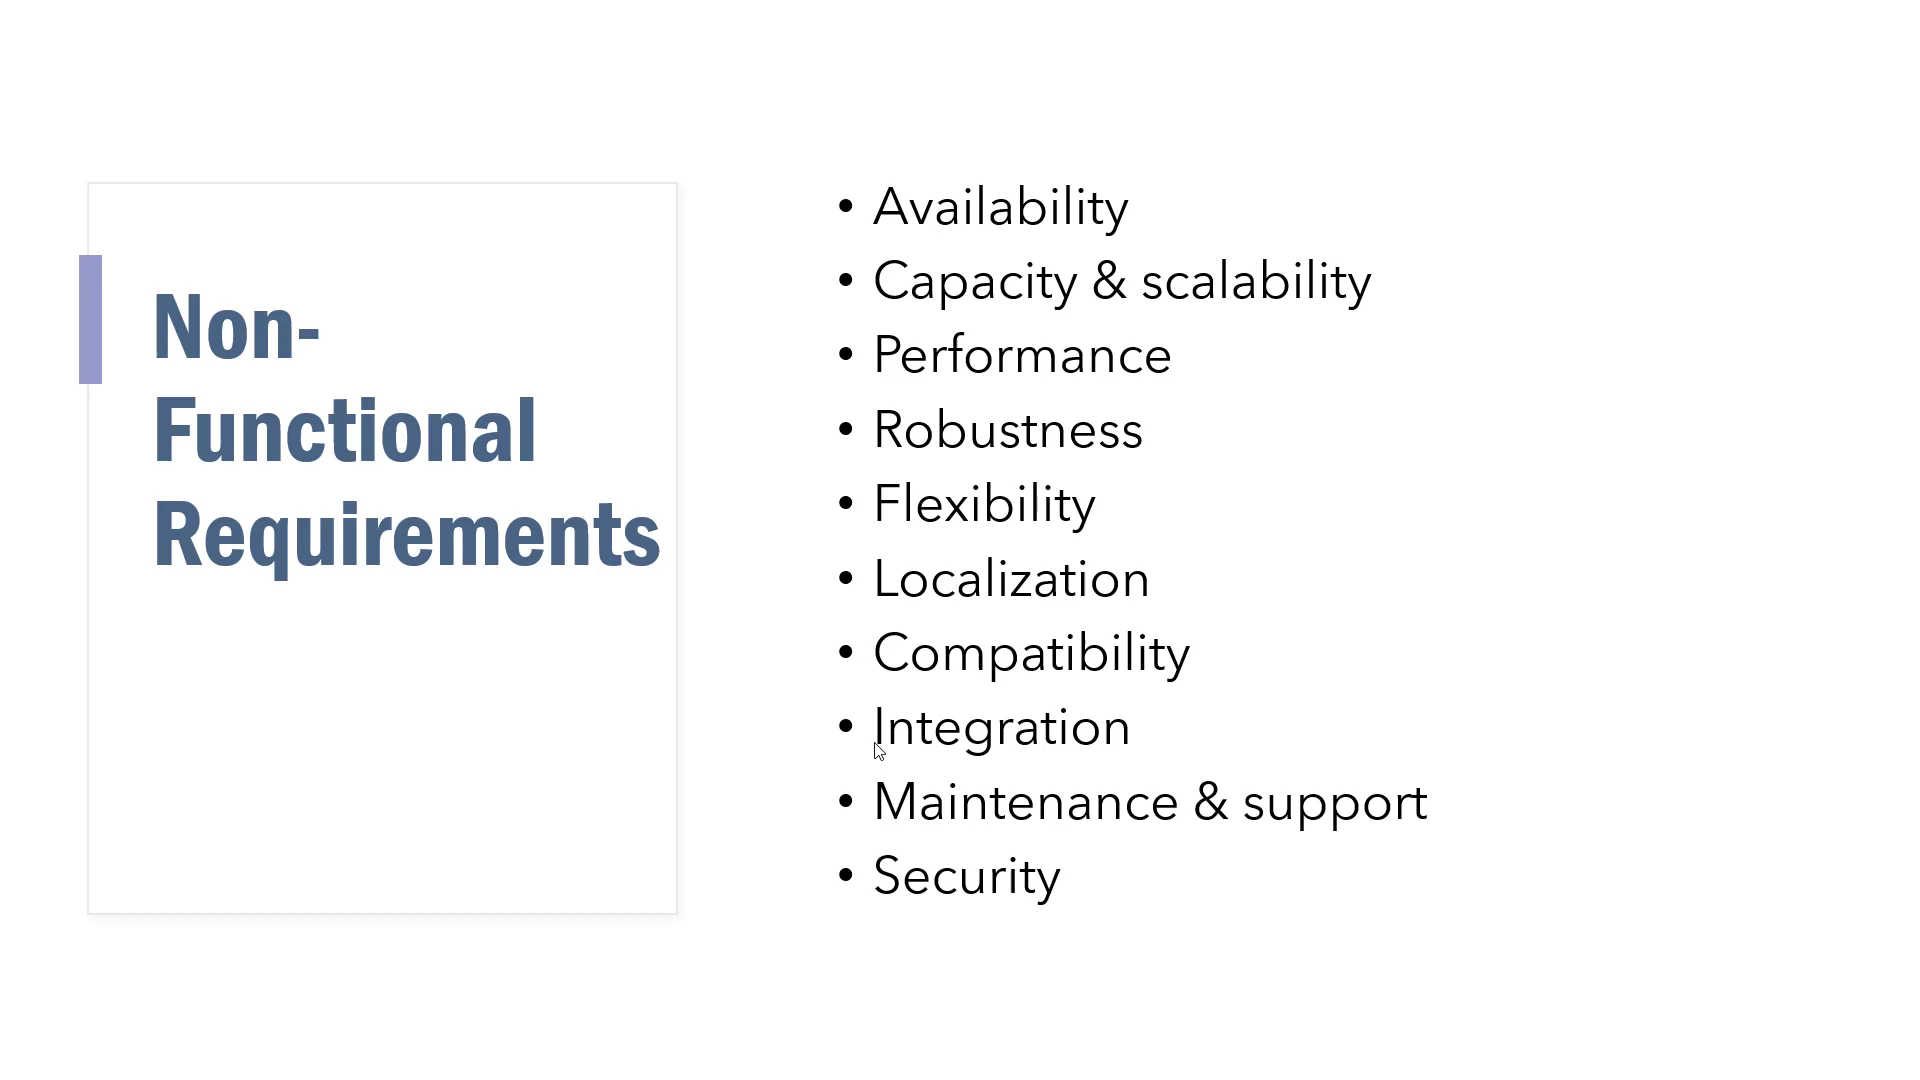 Non-
Functional
Requirements
• Availability
• Capacity & scalability
• Performance
• Robustness
• Flexibility
• Localization
• Compatibility
• Integration
• Maintenance & support
• Security